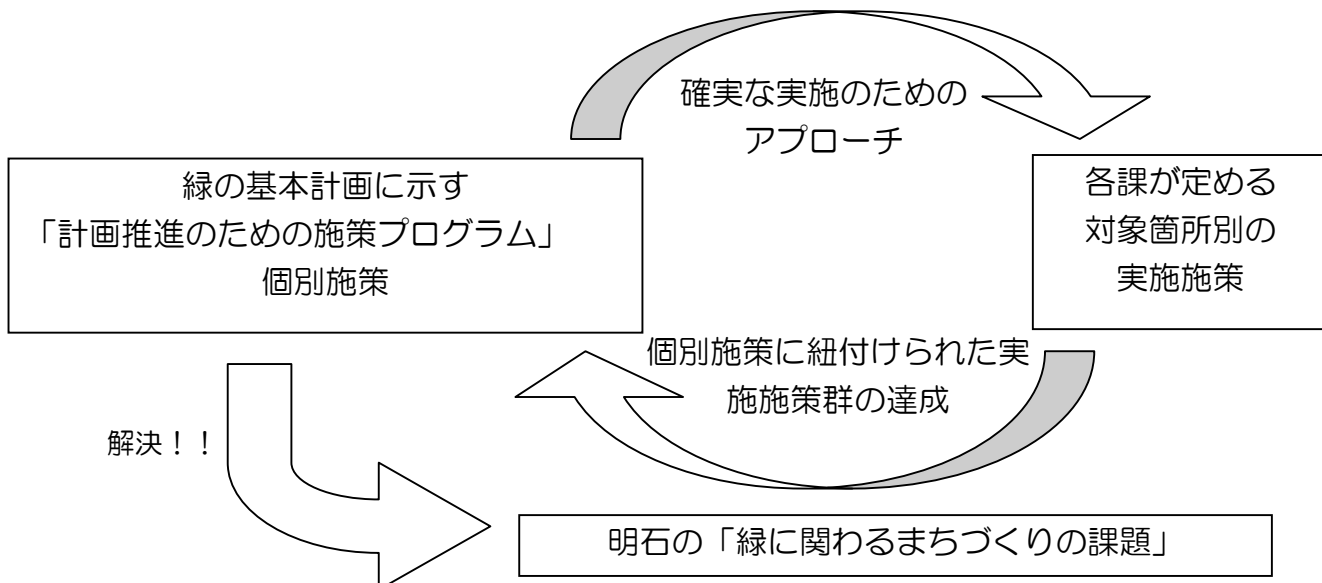 確実な実施のための
アプローチ
緑の基本計画に示す
「計画推進のための施策プログラム」
個別施策
各課が定める
対象箇所別の
実施施策
個別施策に紐付けられた実
施施策群の達成
解決！！
明石の「緑に関わるまちづくりの課題」